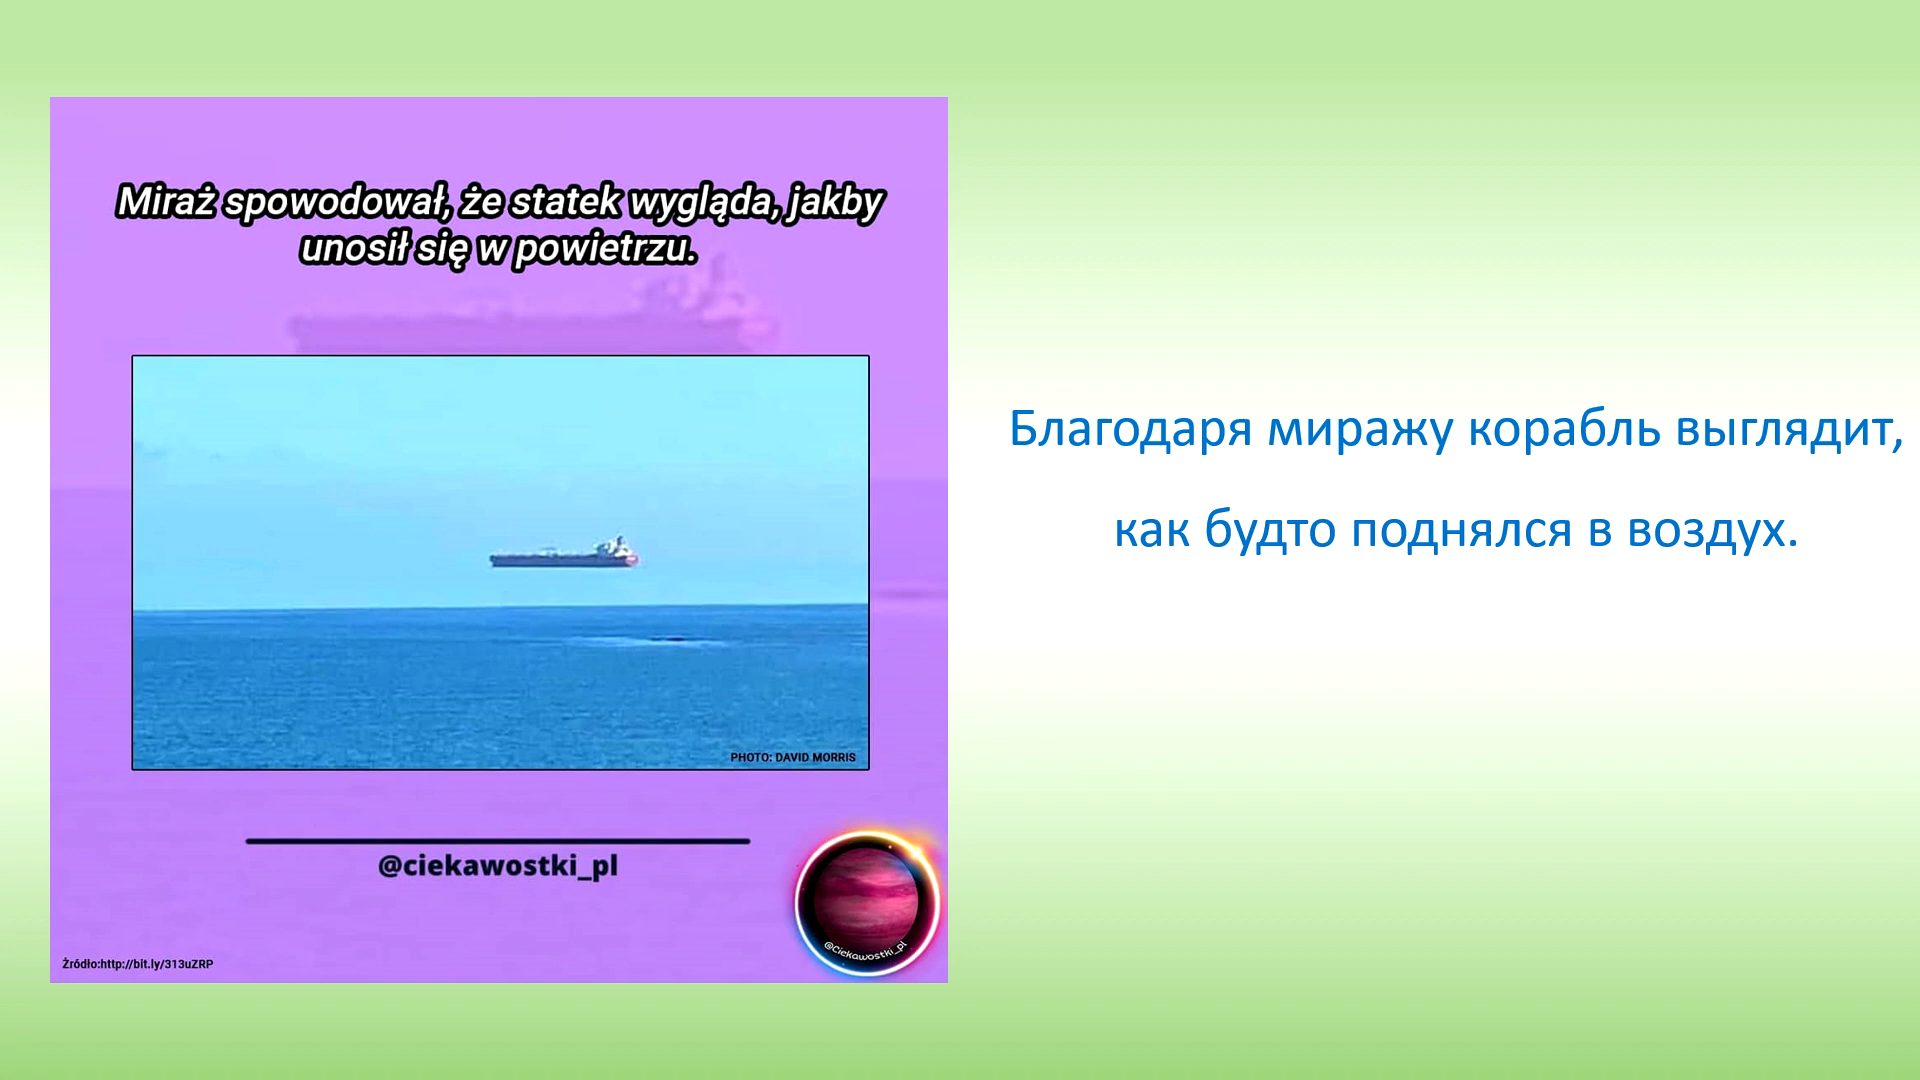 Miraż spowodował, że statek wygląda, jakby
unosił się w powietrzu.
PHOTO: DAVID MORRIS
@ciekawostki_pl
@Ciekawostki_pl
Źródło:http://bit.ly/313uZRP
Благодаря миражу корабль выглядит,
как будто поднялся в воздух.